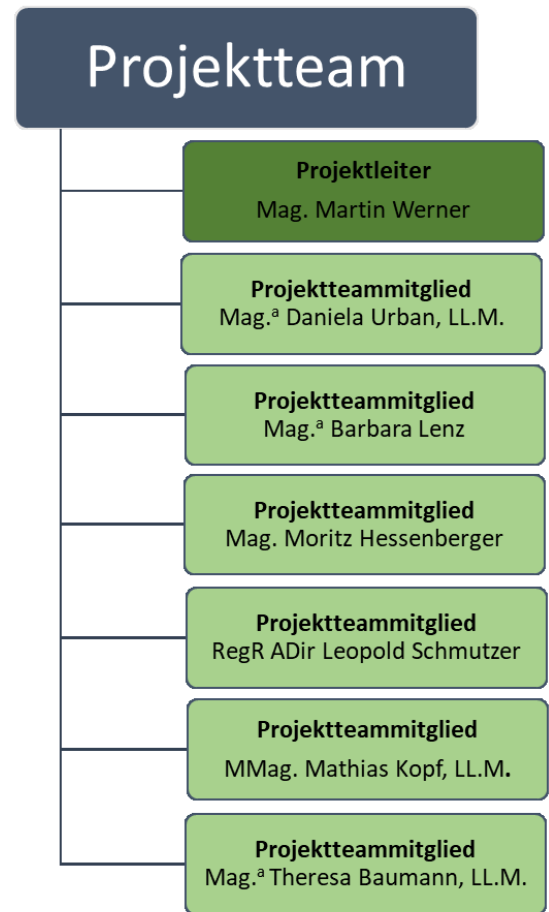 Projektteam
Projektleiter
Mag. Martin Werner
Projektteammitglied
Mag.ª Daniela Urban, LL.M.
Projektteammitglied
Mag.ª Barbara Lenz
Projektteammitglied
Mag. Moritz Hessenberger
Projektteammitglied
RegR ADir Leopold Schmutzer
Projektteammitglied
MMag. Mathias Kopf, LL.M.
Projektteammitglied
Mag.ª Theresa Baumann, LL.M.